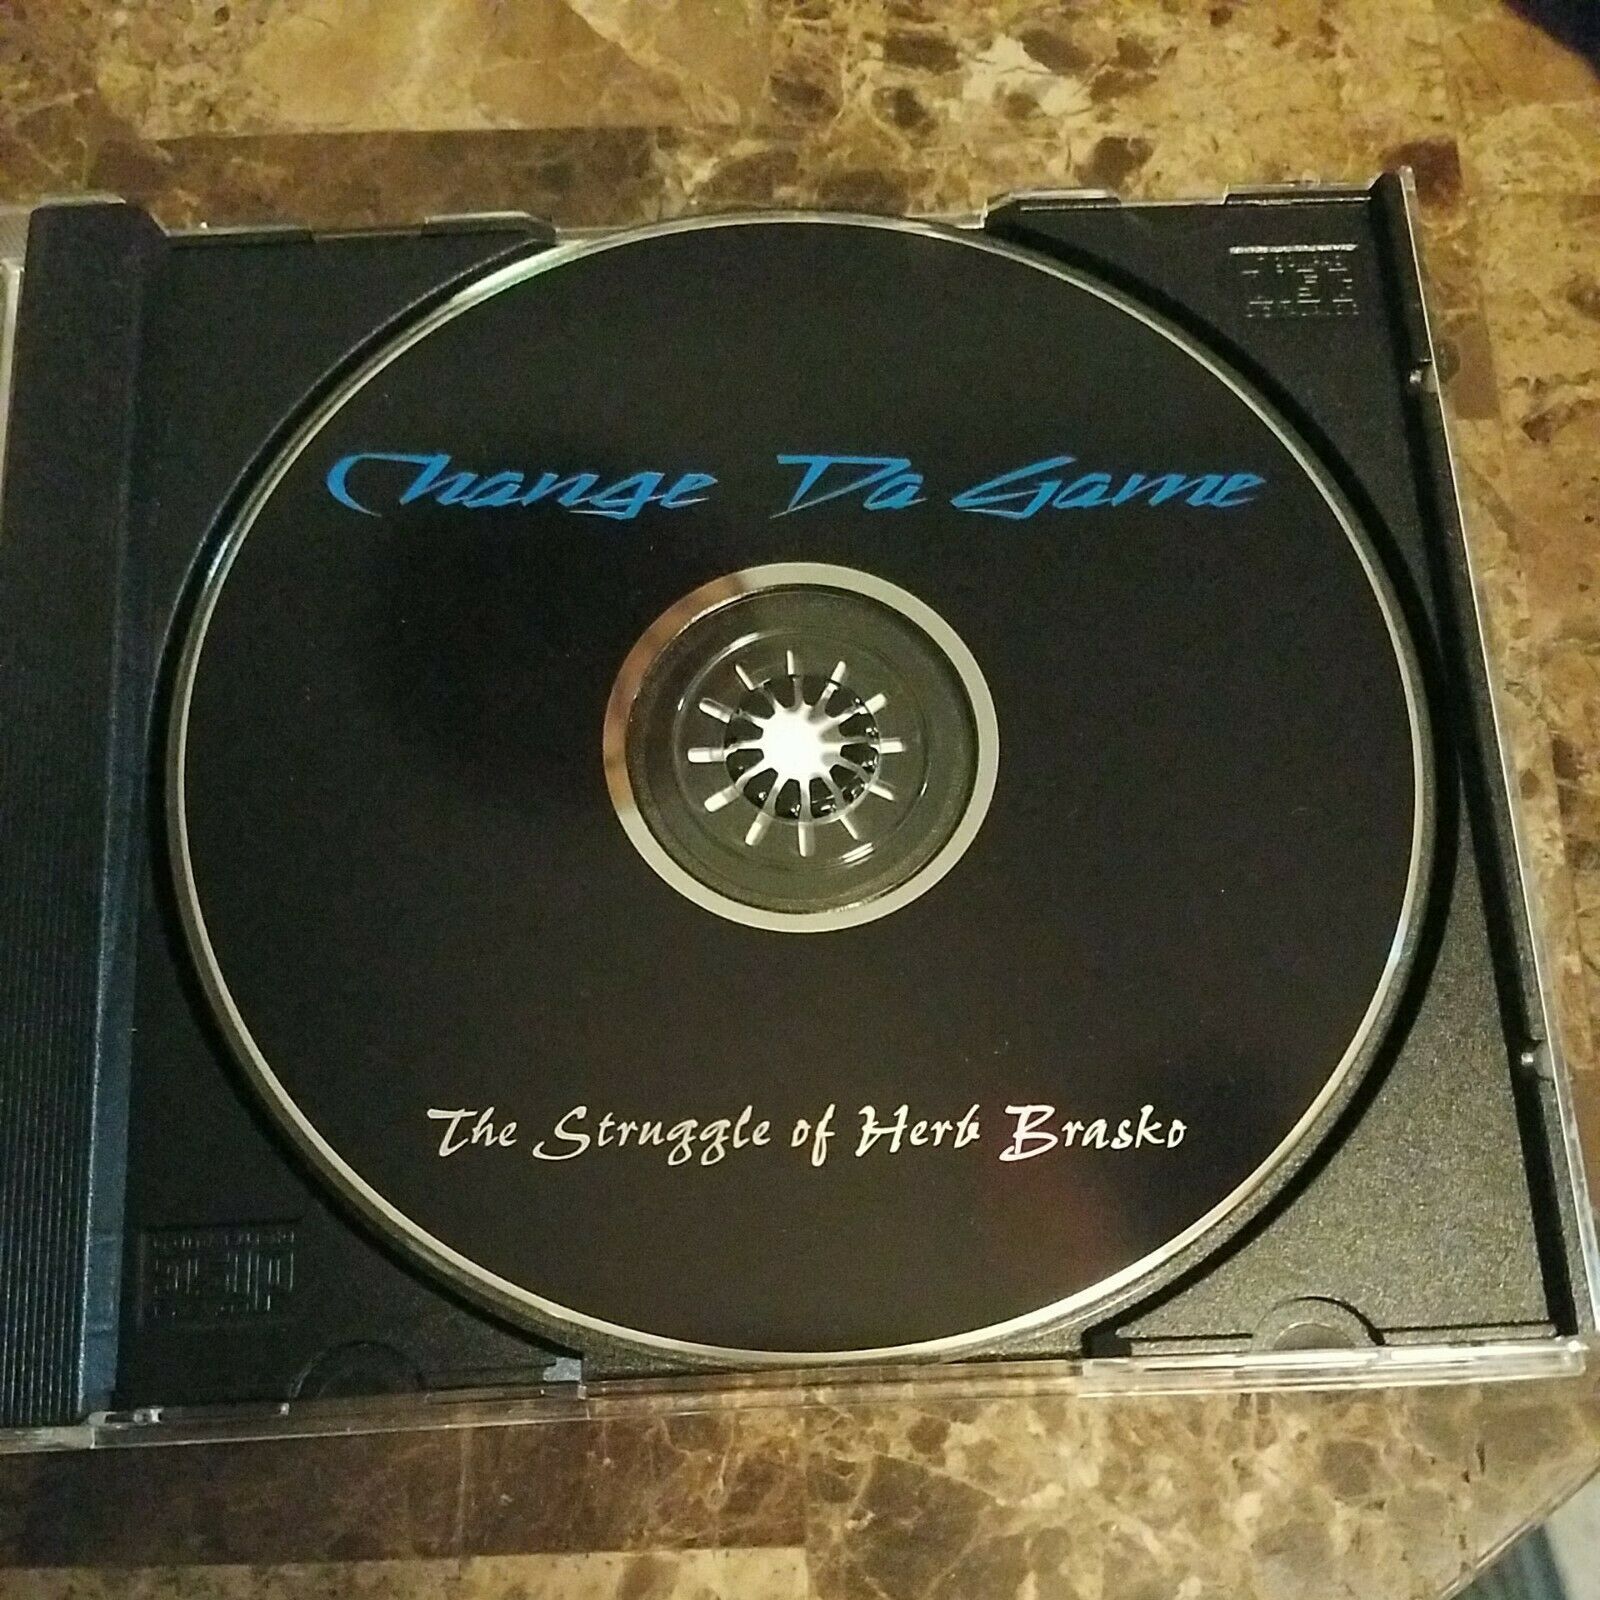 Change Da Game
The Struggle of Herb Brasko